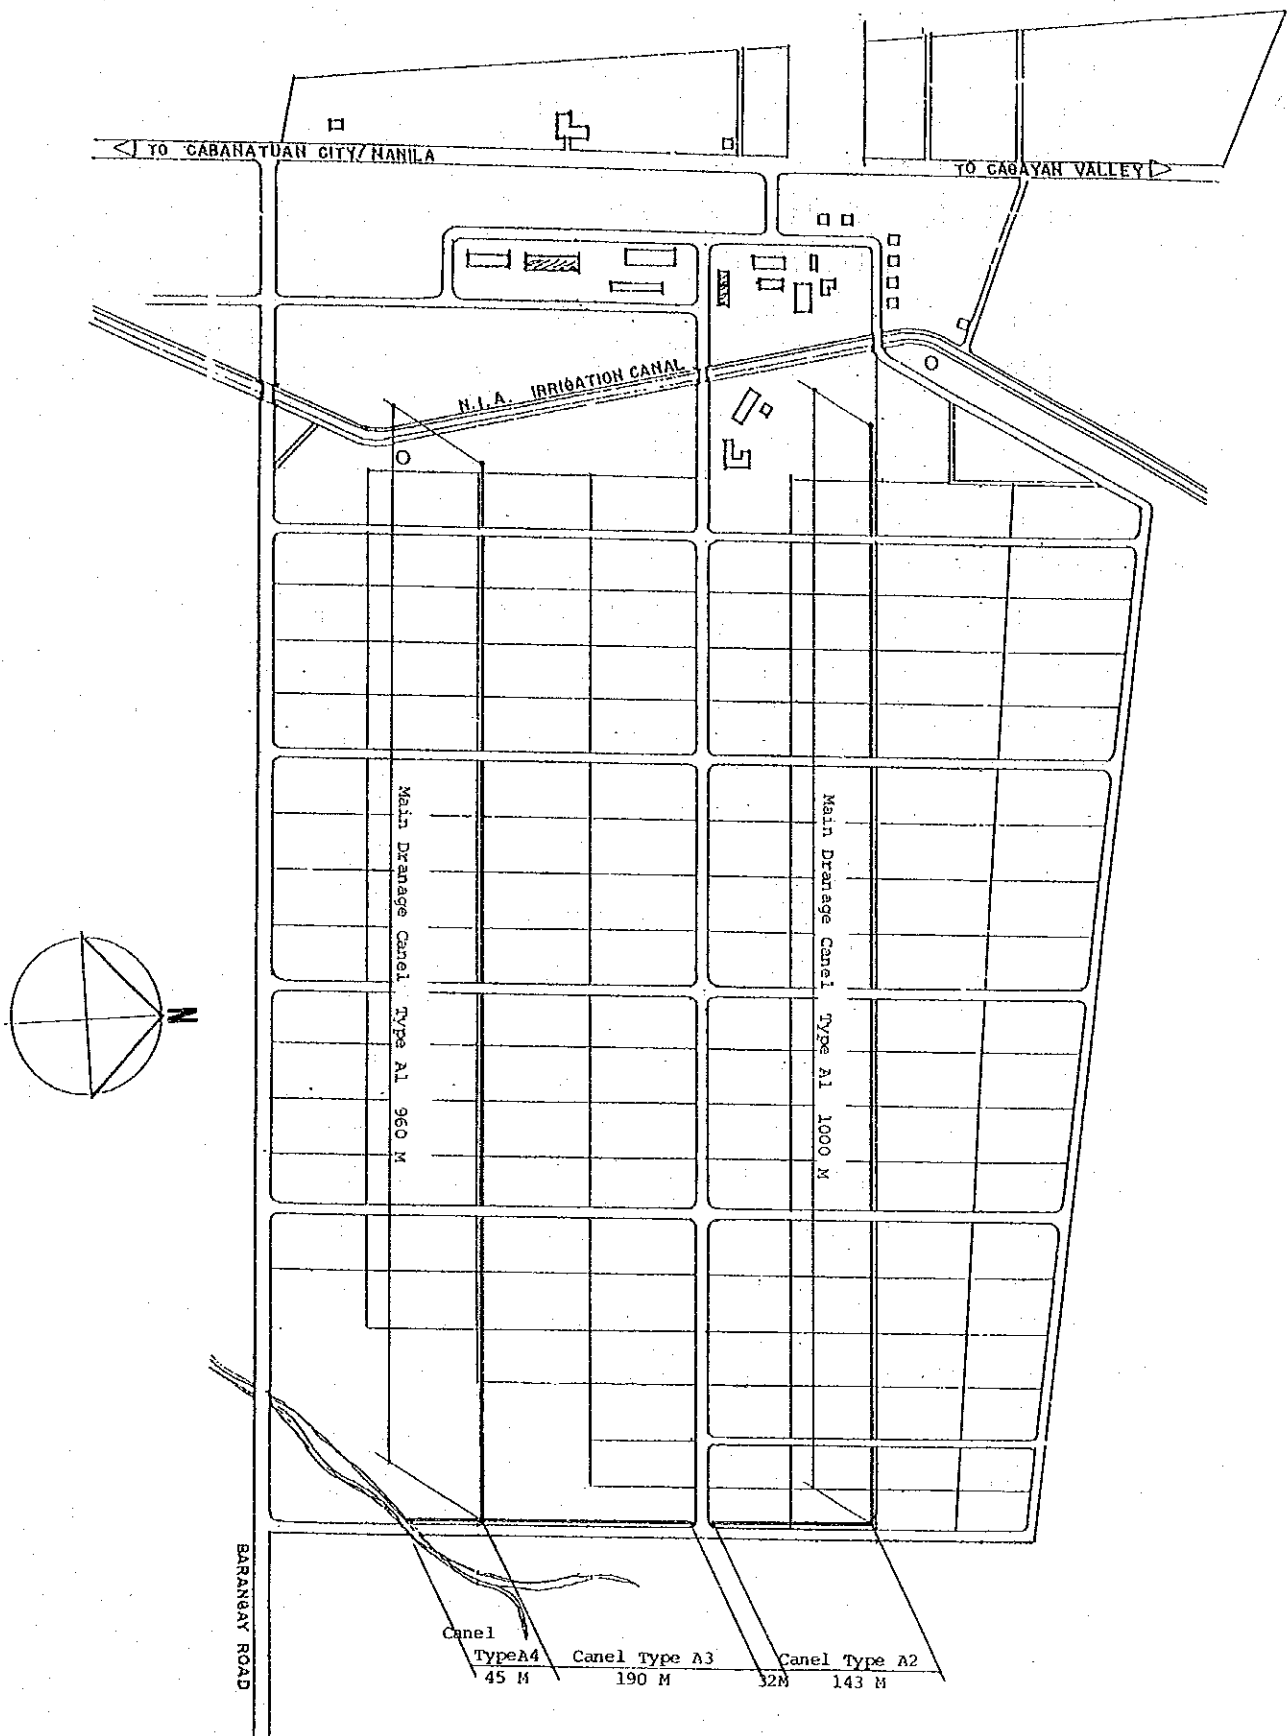 TO CABANATUAN CITY/MANILA
TO CAGAYAN VALLEY
N.I.A. IRRIGATION CANAL
Main Dranage Canel Type A1 960 M
Main Dranage Canel Type A1 1000 M
N
BARANGAY ROAD
Canel
TypeA4
45 M
Canel Type A3
190 M
32M
Canel Type A2
143 M